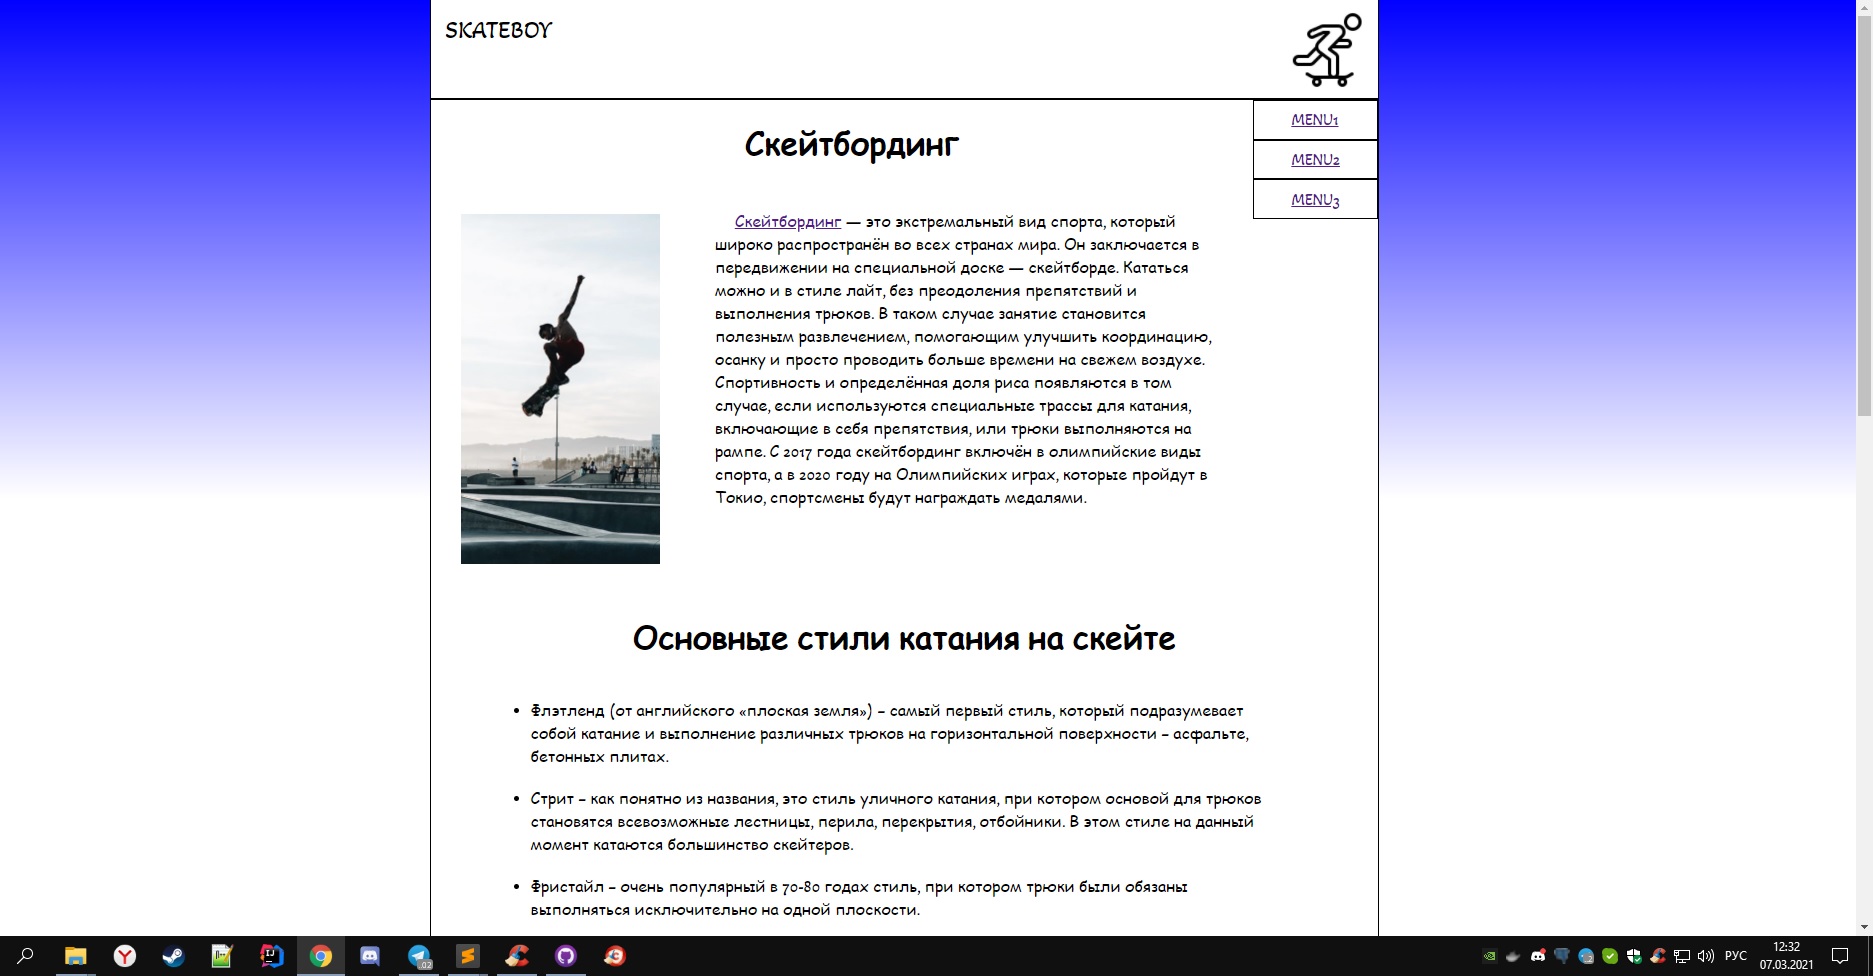 SKATEBOY
MENU1
MENU2
MENU3
Скейтбординг
Скейтбординг — это экстремальный вид спорта, который
широко распространён во всех странах мира. Он заключается в
передвижении на специальной доске — скейтборде. Кататься
можно и в стиле лайт, без преодоления препятствий и
выполнения трюков. В таком случае занятие становится
полезным развлечением, помогающим улучшить координацию,
осанку и просто проводить больше времени на свежем воздухе.
Спортивность и определённая доля риса появляются в том
случае, если используются специальные трассы для катания,
включающие в себя препятствия, или трюки выполняются на
рампе. С 2017 года скейтбординг включён в олимпийские виды
спорта, а в 2020 году на Олимпийских играх, которые пройдут в
Токио, спортсмены будут награждать медалями.
Основные стили катания на скейте
• Флэтленд (от английского «плоская земля») – самый первый стиль, который подразумевает
собой катание и выполнение различных трюков на горизонтальной поверхности – асфальте,
бетонных плитах.
• Стрит – как понятно из названия, это стиль уличного катания, при котором основой для трюков
становятся всевозможные лестницы, перила, перекрытия, отбойники. В этом стиле на данный
момент катаются большинство скейтеров.
• Фристайл – очень популярный в 70-80 годах стиль, при котором трюки были обязаны
выполняться исключительно на одной плоскости.
РУС
12:32
07.03.2021